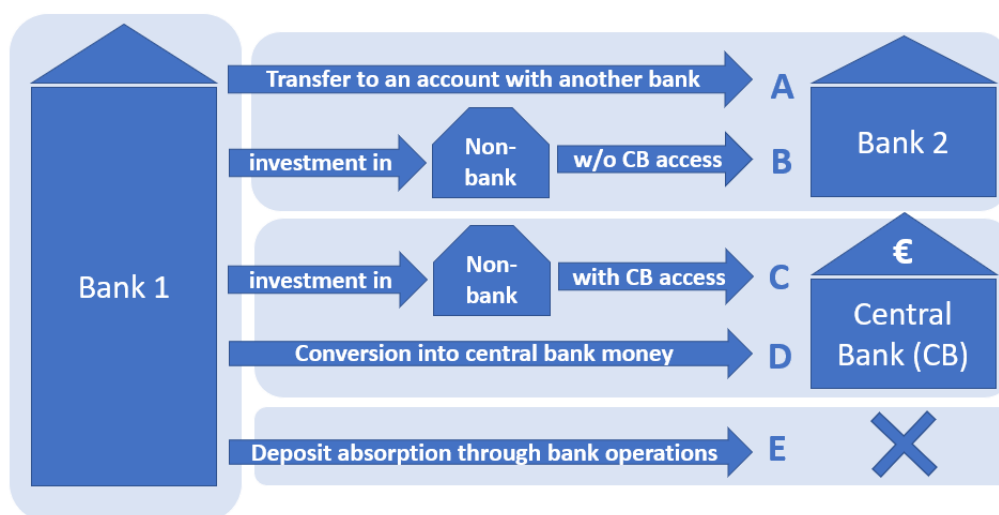 Transfer to an account with another bank
A
Bank 2
investment in
Non-
bank
w/o CB access
B
Bank 1
investment in
Non-
bank
with CB access
C
€
Central
Bank (CB)
Conversion into central bank money
D
Deposit absorption through bank operations
E